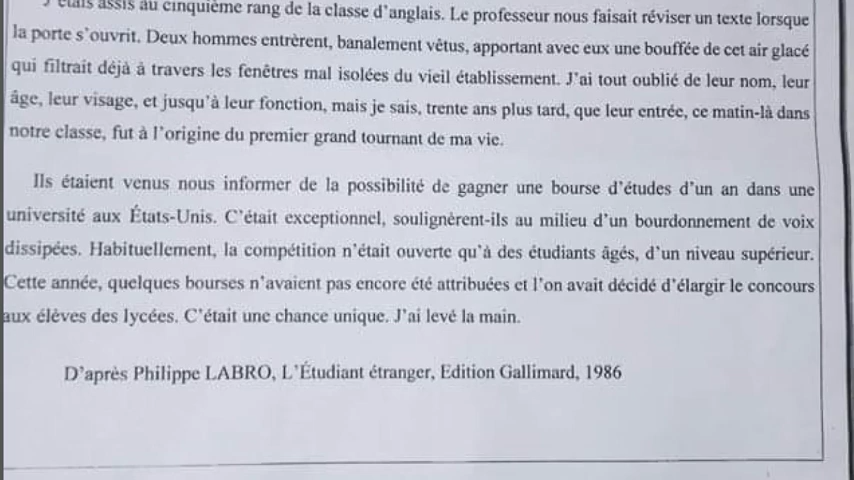 J'étais assis au cinquième rang de la classe d'anglais. Le professeur nous faisait réviser un texte lorsque
la porte s'ouvrit. Deux hommes entrèrent, banalement vêtus, apportant avec eux une bouffée de cet air glacé
qui filtrait déjà à travers les fenêtres mal isolées du vieil établissement. J'ai tout oublié de leur nom, leur
âge, leur visage, et jusqu'à leur fonction, mais je sais, trente ans plus tard, que leur entrée, ce matin-là dans
notre classe, fut à l'origine du premier grand tournant de ma vie.
Ils étaient venus nous informer de la possibilité de gagner une bourse d'études d'un an dans une
université aux États-Unis. C'était exceptionnel, soulignèrent-ils au milieu d'un bourdonnement de voix
dissipées. Habituellement, la compétition n'était ouverte qu'à des étudiants âgés, d'un niveau supérieur.
Cette année, quelques bourses n'avaient pas encore été attribuées et l'on avait décidé d'élargir le concours
aux élèves des lycées. C'était une chance unique. J'ai levé la main.
D'après Philippe LABRO, L'Étudiant étranger, Edition Gallimard, 1986